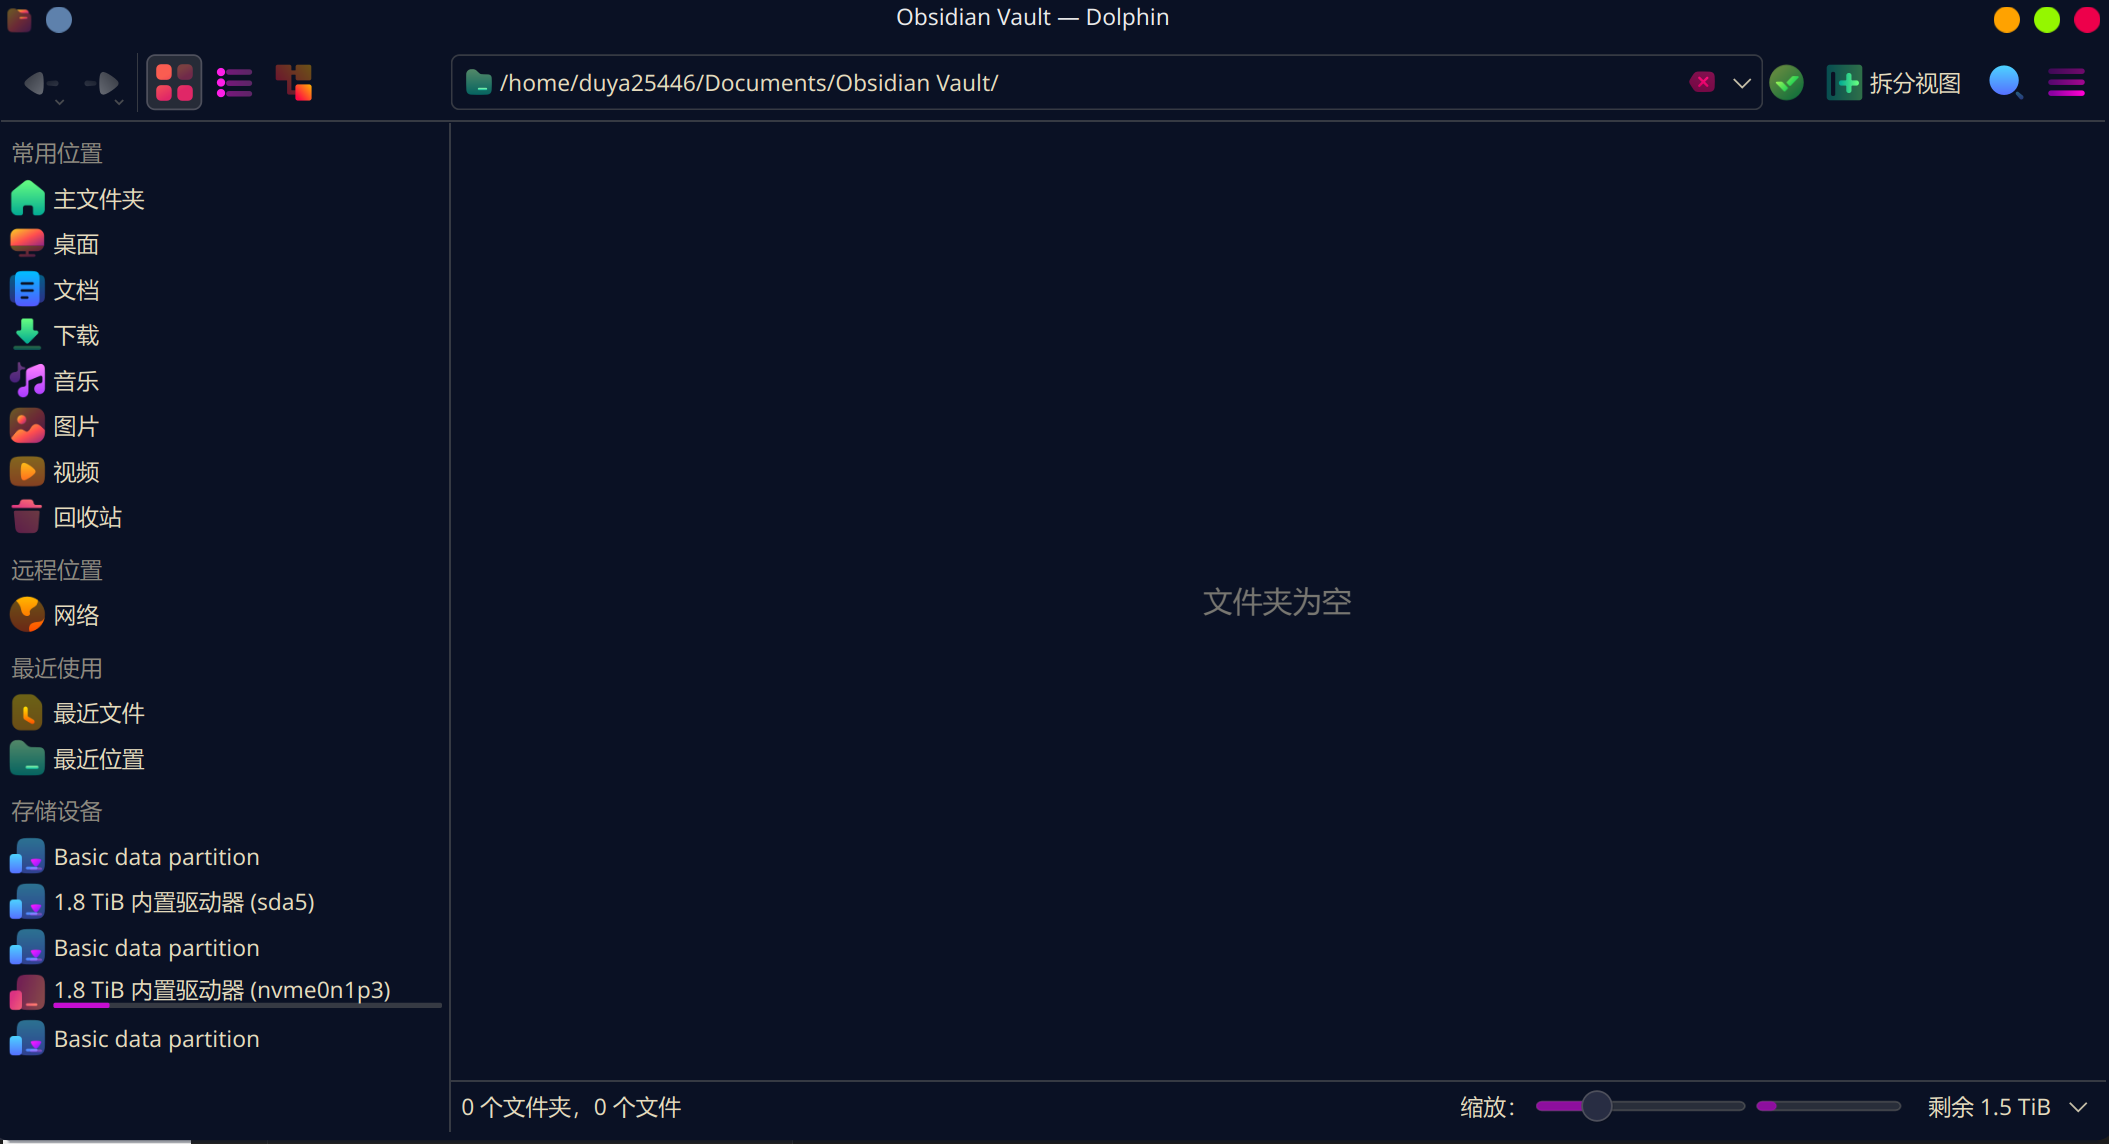 Obsidian Vault — Dolphin
/home/duya25446/Documents/Obsidian Vault/
拆分视图
常用位置
主文件夹
桌面
文档
下载
音乐
图片
视频
回收站
远程位置
网络
最近使用
最近文件
最近位置
存储设备
Basic data partition
1.8 TiB 内置驱动器 (sda5)
Basic data partition
1.8 TiB 内置驱动器 (nvme0n1p3)
Basic data partition
文件夹为空
0 个文件夹，0 个文件
缩放：
剩余 1.5 TiB